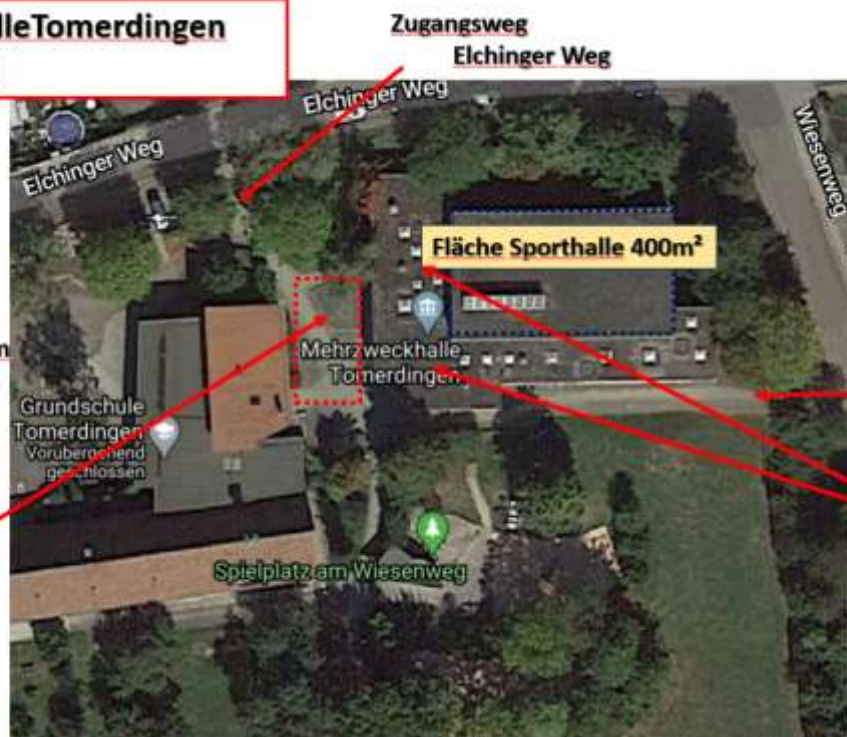 lleTomerdingen
Zugangsweg
Elchinger Weg
Elchinger Weg
Elchinger Weg
Wiesenweg
Fläche Sporthalle 400m²
Mehrzweckhalle
Tomerdingen
Grundschule
Tomerdingen
Vorübergehend
geschlossen
Spielplatz am Wiesenweg